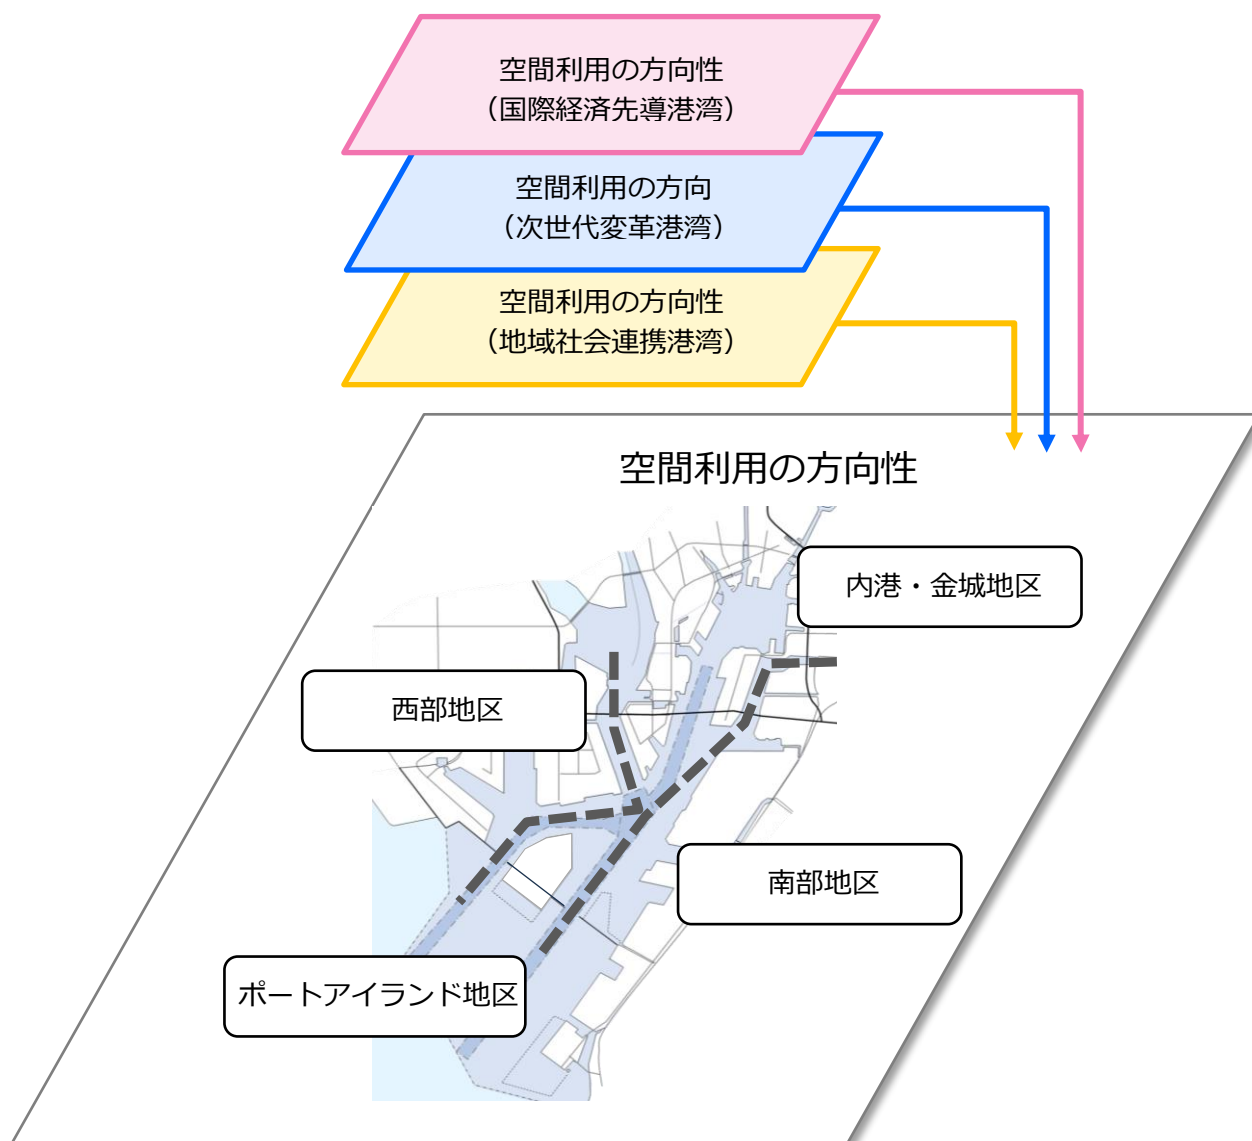 空間利用の方向性
（国際経済先導港湾）
空間利用の方向
（次世代変革港湾）
空間利用の方向性
（地域社会連携港湾）
空間利用の方向性
内港・金城地区
西部地区
南部地区
ポートアイランド地区